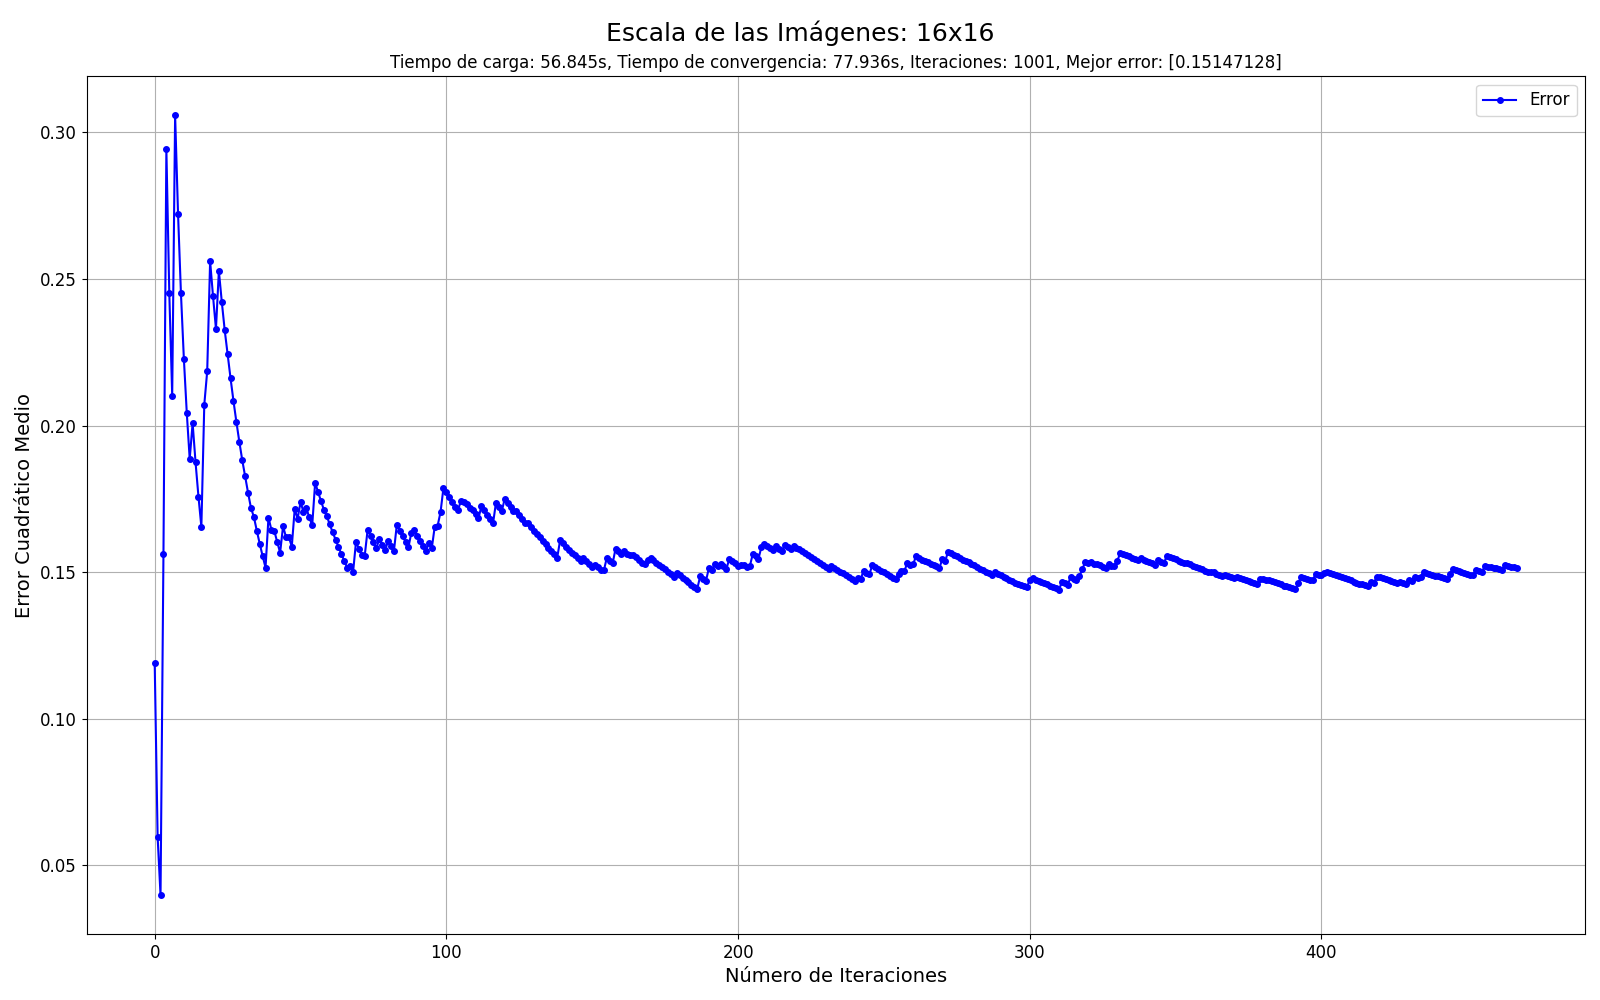 Escala de las Imágenes: 16x16
Tiempo de carga: 56.845s, Tiempo de convergencia: 77.936s, Iteraciones: 1001, Mejor error: [0.15147128]
Error
0.30
0.25
0.20
0.15
0.10
0.05
Error Cuadrático Medio
0 100 200 300 400
Número de Iteraciones